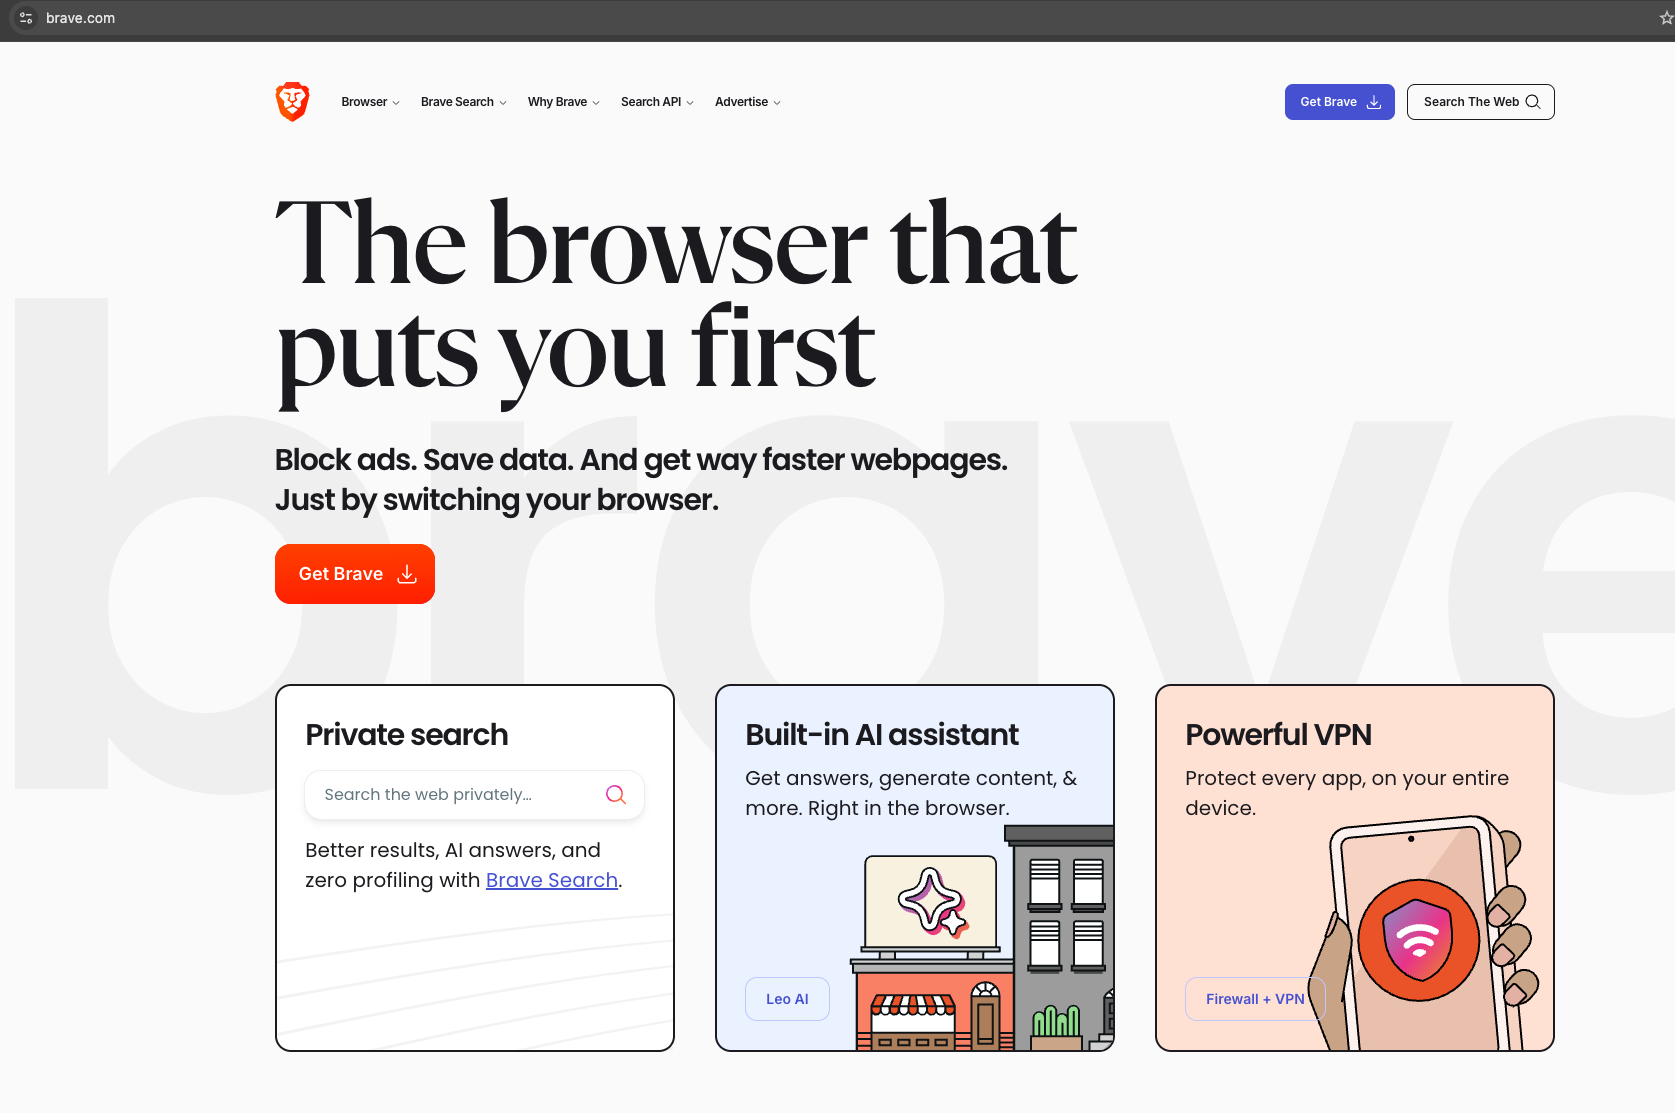 brave.com
Browser
Brave Search
Why Brave
Search API
Advertise
Get Brave
Search The Web
The browser that
puts you first
brave
Block ads. Save data. And get way faster webpages.
Just by switching your browser.
Get Brave
Private search
Search the web privately...
Better results, AI answers, and
zero profiling with Brave Search.
Built-in AI assistant
Get answers, generate content, &
more. Right in the browser.
Leo AI
Powerful VPN
Protect every app, on your entire
device.
Firewall + VPN